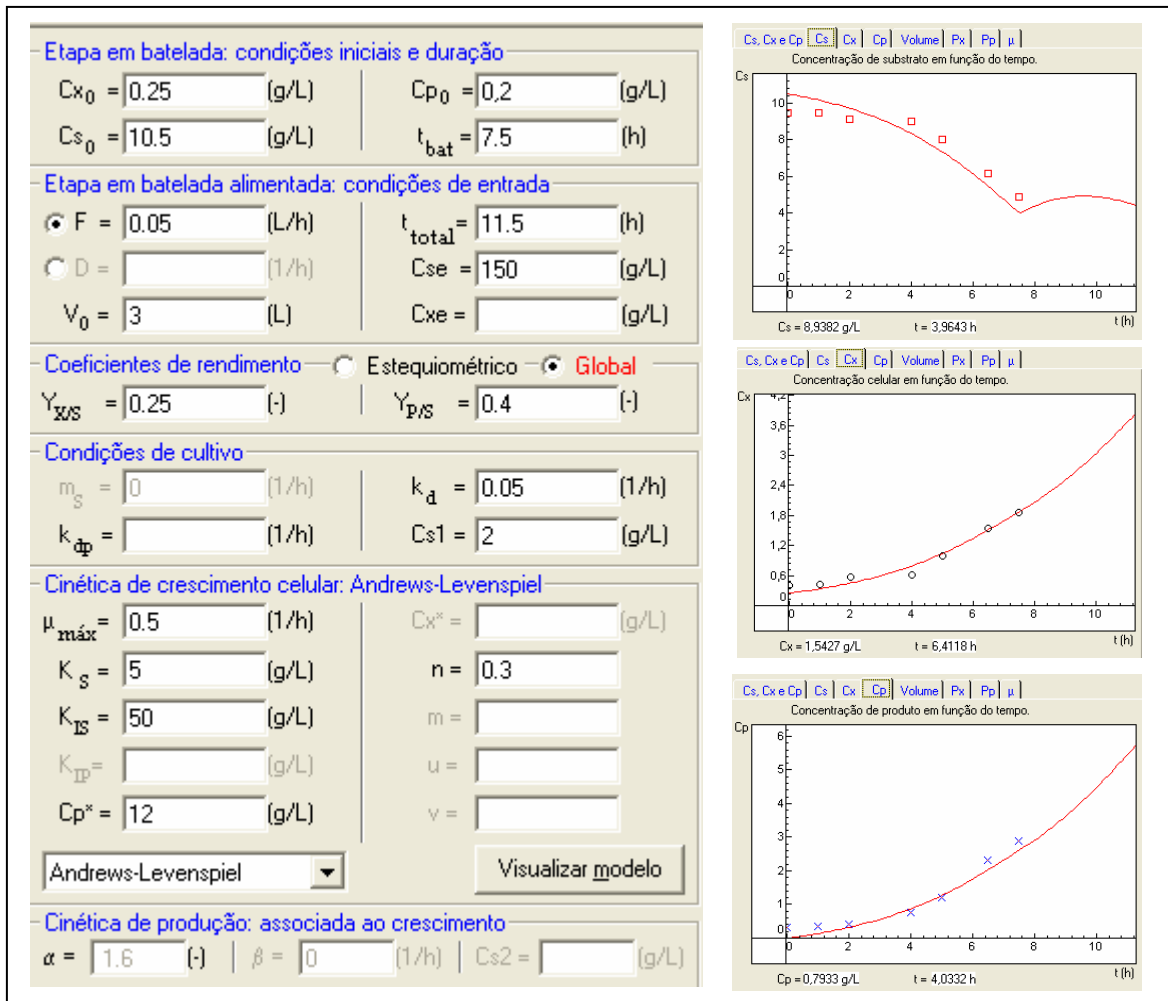 Etapa em batelada: condições iniciais e duração
Cx0 = 0.25 (g/L) Cp0 = 0,2 (g/L)
Cs0 = 10.5 (g/L) tbat = 7.5 (h)
Etapa em batelada alimentada: condições de entrada
F = 0.05 (L/h) ttotal = 11.5 (h)
D = (1/h) Cse = 150 (g/L)
V0 = 3 (L) Cxe = (g/L)
Coeficientes de rendimento Estequiométrico Global
YX/S = 0.25 (-) YP/S = 0.4 (-)
Condições de cultivo
mS = 0 (1/h) kd = 0.05 (1/h)
kdp = (1/h) Cs1 = 2 (g/L)
Cinética de crescimento celular: Andrews-Levenspiel
μmáx= 0.5 (1/h) Cx* = (g/L)
KS = 5 (g/L) n = 0.3
KIS = 50 (g/L) m =
KIP= (g/L) u =
Cp* = 12 (g/L) v =
Andrews-Levenspiel Visualizar modelo
Cinética de produção: associada ao crescimento
α = 1.6 (-) β = 0 (1/h) Cs2 = (g/L)
Cs, Cx e Cp Cs Cx Cp Volume Px Pp μ
Concentração de substrato em função do tempo.
Cs
10
8
6
4
2
0
0 2 4 6 8 10
t (h)
Cs = 8,9382 g/L t = 3,9643 h
Cs, Cx e Cp Cs Cx Cp Volume Px Pp μ
Concentração celular em função do tempo.
Cx
4,2
3,6
3
2,4
1,8
1,2
0,6
0
0 2 4 6 8 10
t (h)
Cx = 1,5427 g/L t = 6,4118 h
Cs, Cx e Cp Cs Cx Cp Volume Px Pp μ
Concentração de produto em função do tempo.
Cp
6
5
4
3
2
1
0
0 2 4 6 8 10
t (h)
Cp = 0,7933 g/L t = 4,0332 h